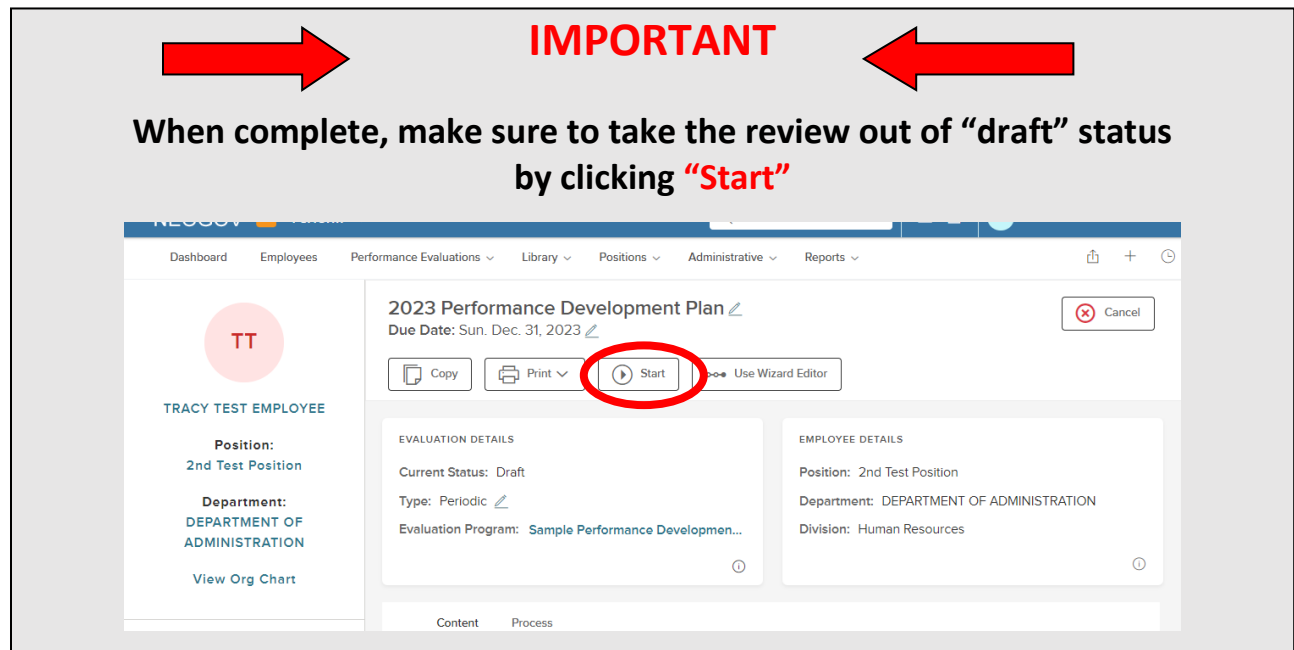 IMPORTANT
When complete, make sure to take the review out of “draft” status
by clicking “Start”
Dashboard Employees Performance Evaluations Library Positions Administrative Reports
TT
TRACY TEST EMPLOYEE
Position:
2nd Test Position
Department:
DEPARTMENT OF
ADMINISTRATION
View Org Chart
2023 Performance Development Plan
Due Date: Sun. Dec. 31, 2023
Cancel
Copy Print Start Use Wizard Editor
EVALUATION DETAILS
Current Status: Draft
Type: Periodic
Evaluation Program: Sample Performance Developmen...
EMPLOYEE DETAILS
Position: 2nd Test Position
Department: DEPARTMENT OF ADMINISTRATION
Division: Human Resources
Content Process